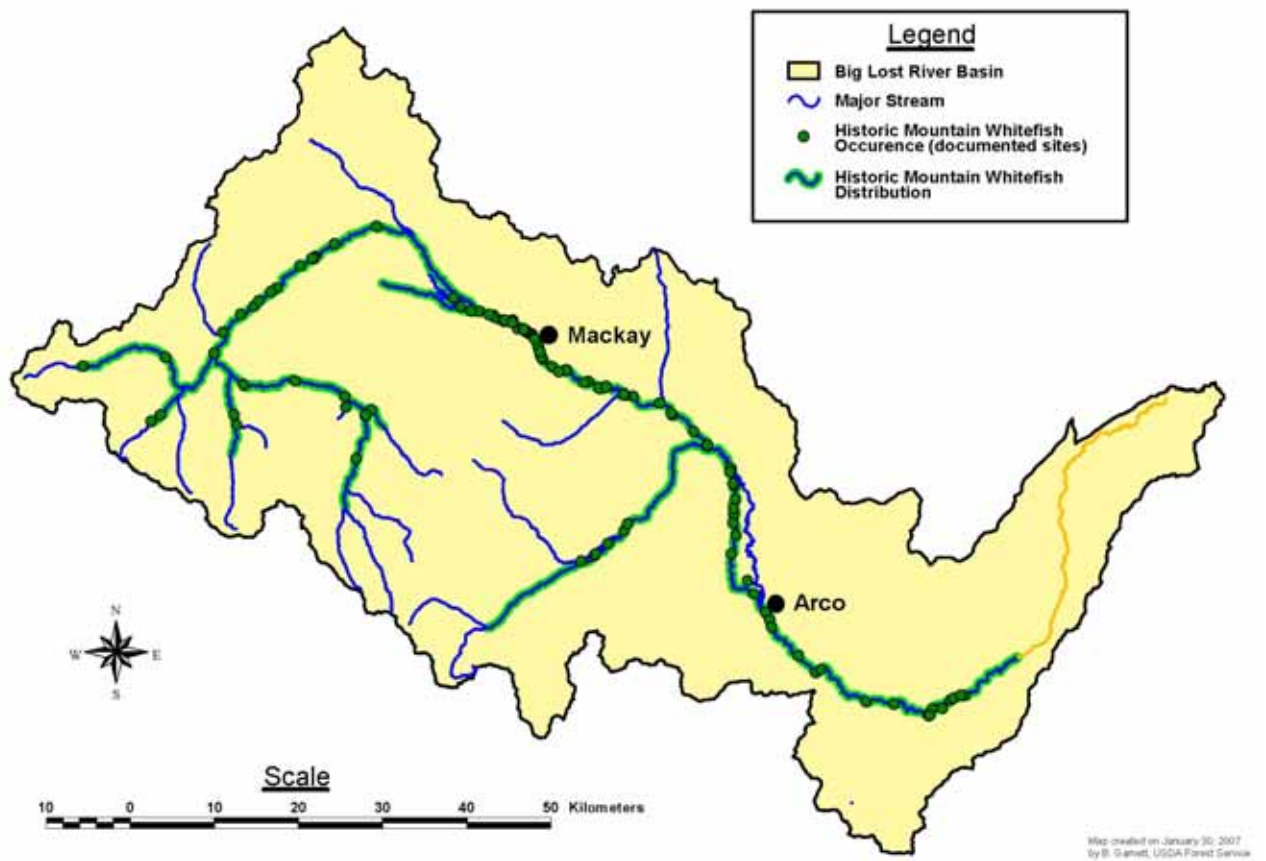 Legend
Big Lost River Basin
Major Stream
Historic Mountain Whitefish
Occurence (documented sites)
Historic Mountain Whitefish
Distribution
Mackay
Arco
N
W E
S
Scale
10 0 10 20 30 40 50 Kilometers
Map created on January 30, 2007
by B. Gamett, USDA Forest Service